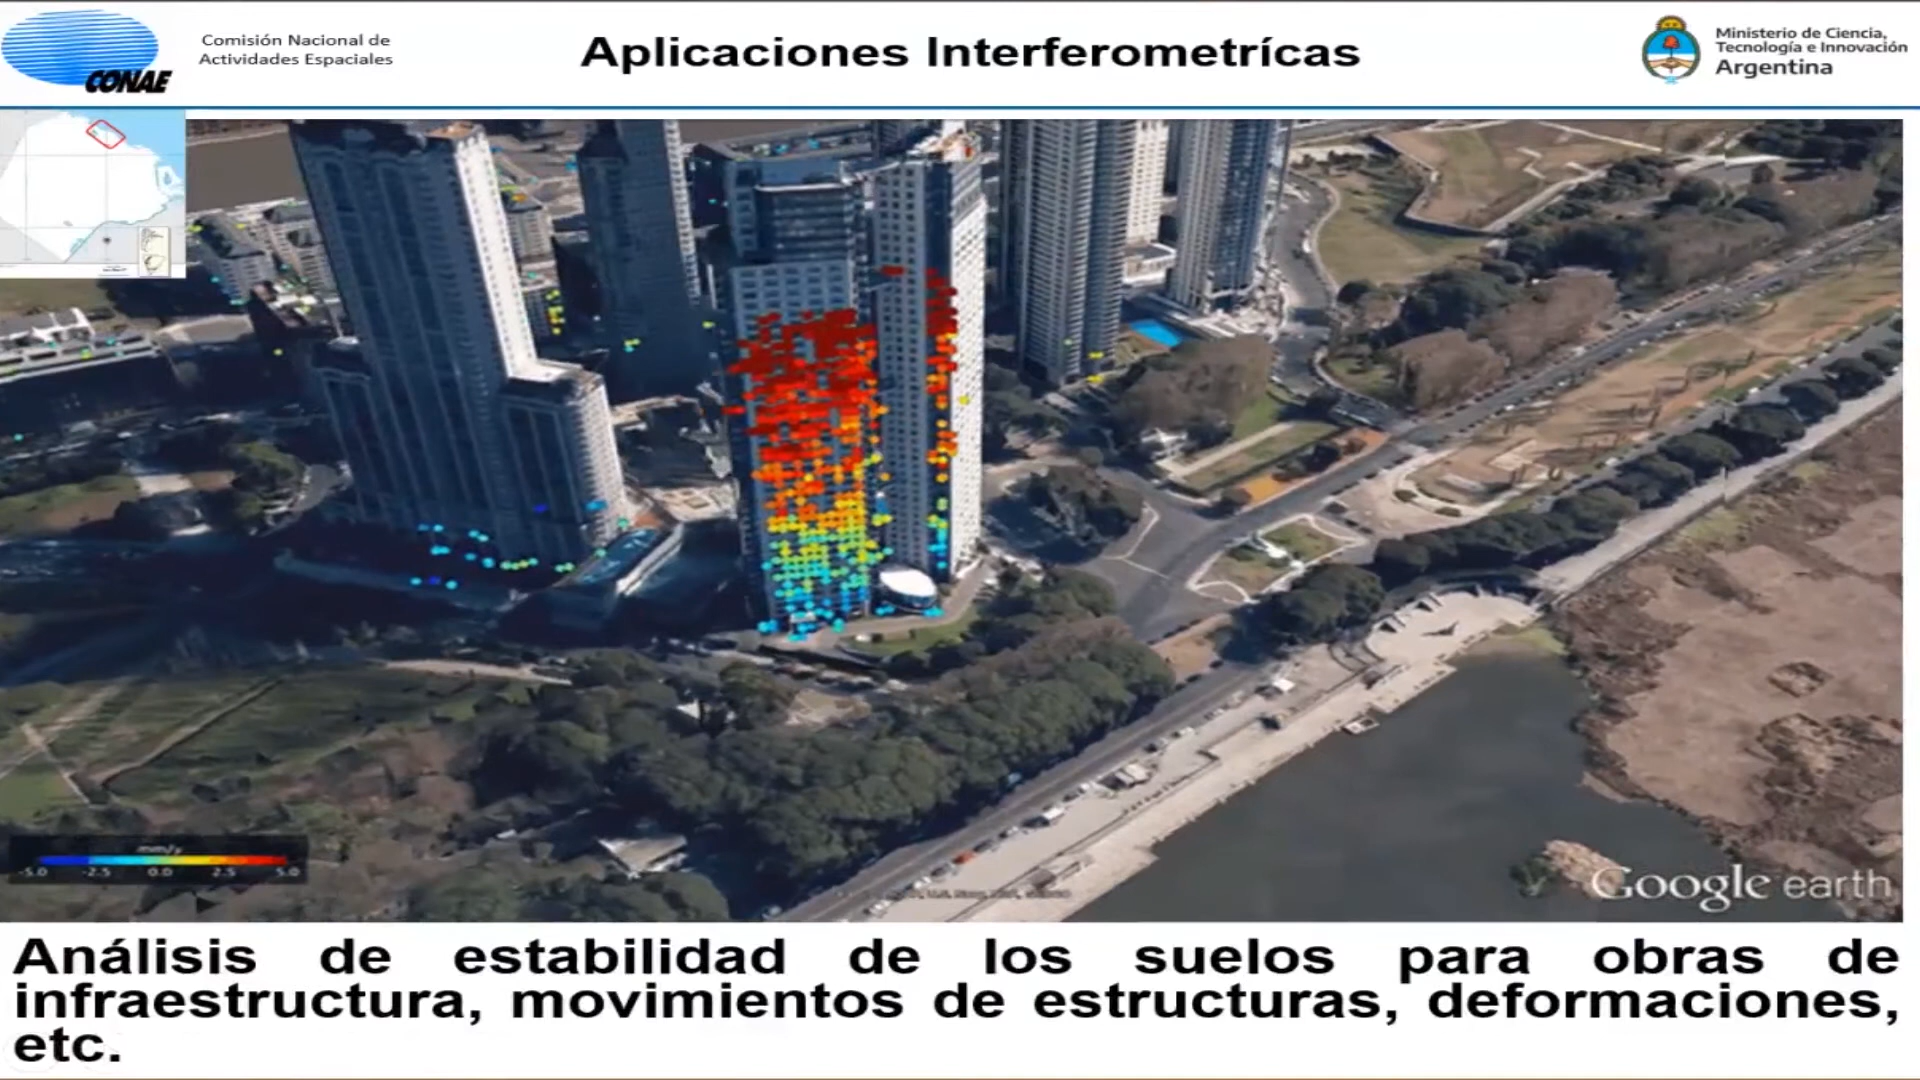 CONAE
Comisión Nacional de
Actividades Espaciales
Aplicaciones Interferometrícas
Ministerio de Ciencia,
Tecnología e Innovación
Argentina
mm/y
-5.0 -2.5 0.0 2.5 5.0
Google earth
Análisis de estabilidad de los suelos para obras de
infraestructura, movimientos de estructuras, deformaciones,
etc.